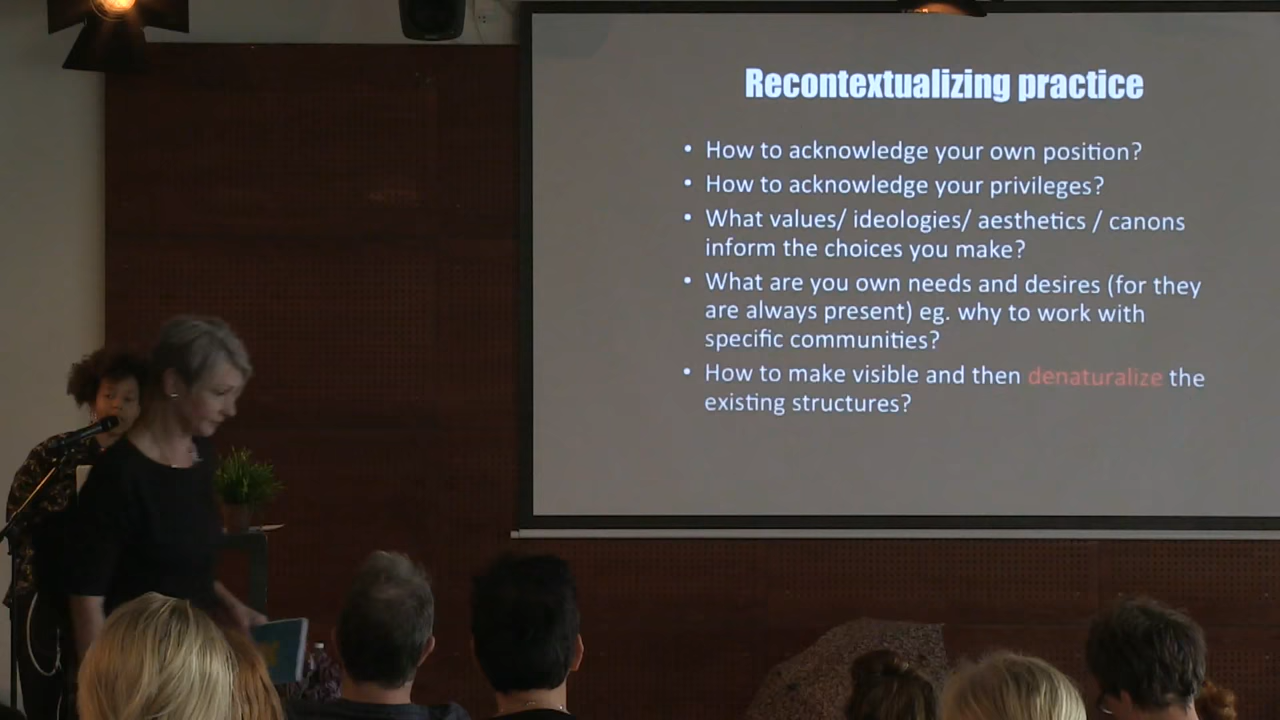 Recontextualizing practice
• How to acknowledge your own position?
• How to acknowledge your privileges?
• What values/ ideologies/ aesthetics / canons
inform the choices you make?
• What are you own needs and desires (for they
are always present) eg. why to work with
specific communities?
• How to make visible and then denaturalize the
existing structures?